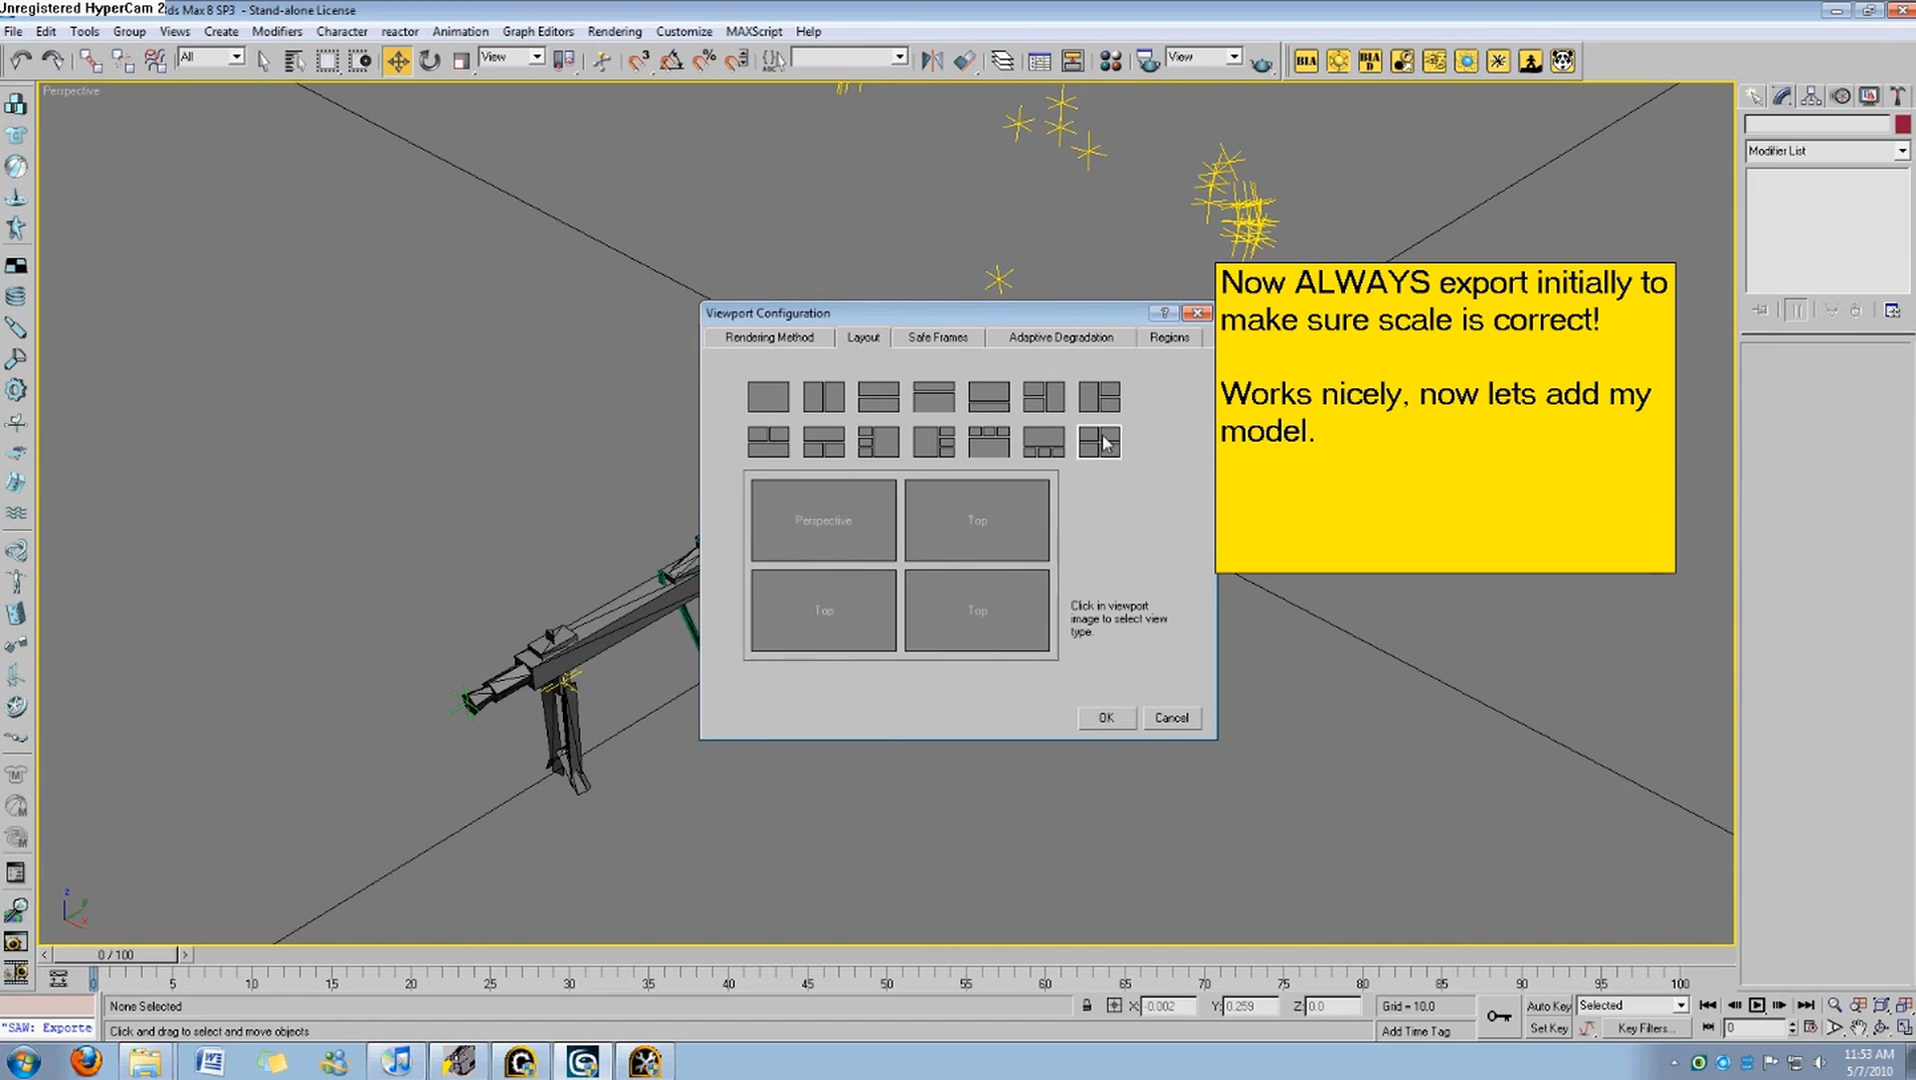 Unregistered HyperCam 2
ds Max 8 SP3 - Stand-alone License
File Edit Tools Group Views Create Modifiers Character reactor Animation Graph Editors Rendering Customize MAXScript Help
All
View
View
BIA
BIA D
Perspective
Modifier List
Viewport Configuration
Rendering Method Layout Safe Frames Adaptive Degradation Regions
Perspective Top
Top Top
Click in viewport
image to select view
type.
OK Cancel
Now ALWAYS export initially to
make sure scale is correct!
Works nicely, now lets add my
model.
z
y
x
0 / 100
0 5 10 15 20 25 30 35 40 45 50 55 60 65 70 75 80 85 90 95 100
None Selected X: -0.002 Y: 0.259 Z: 0.0 Grid = 10.0 Auto Key Selected
"SAW: Exporte Click and drag to select and move objects Add Time Tag Set Key Key Filters... 0
11:53 AM
5/7/2010